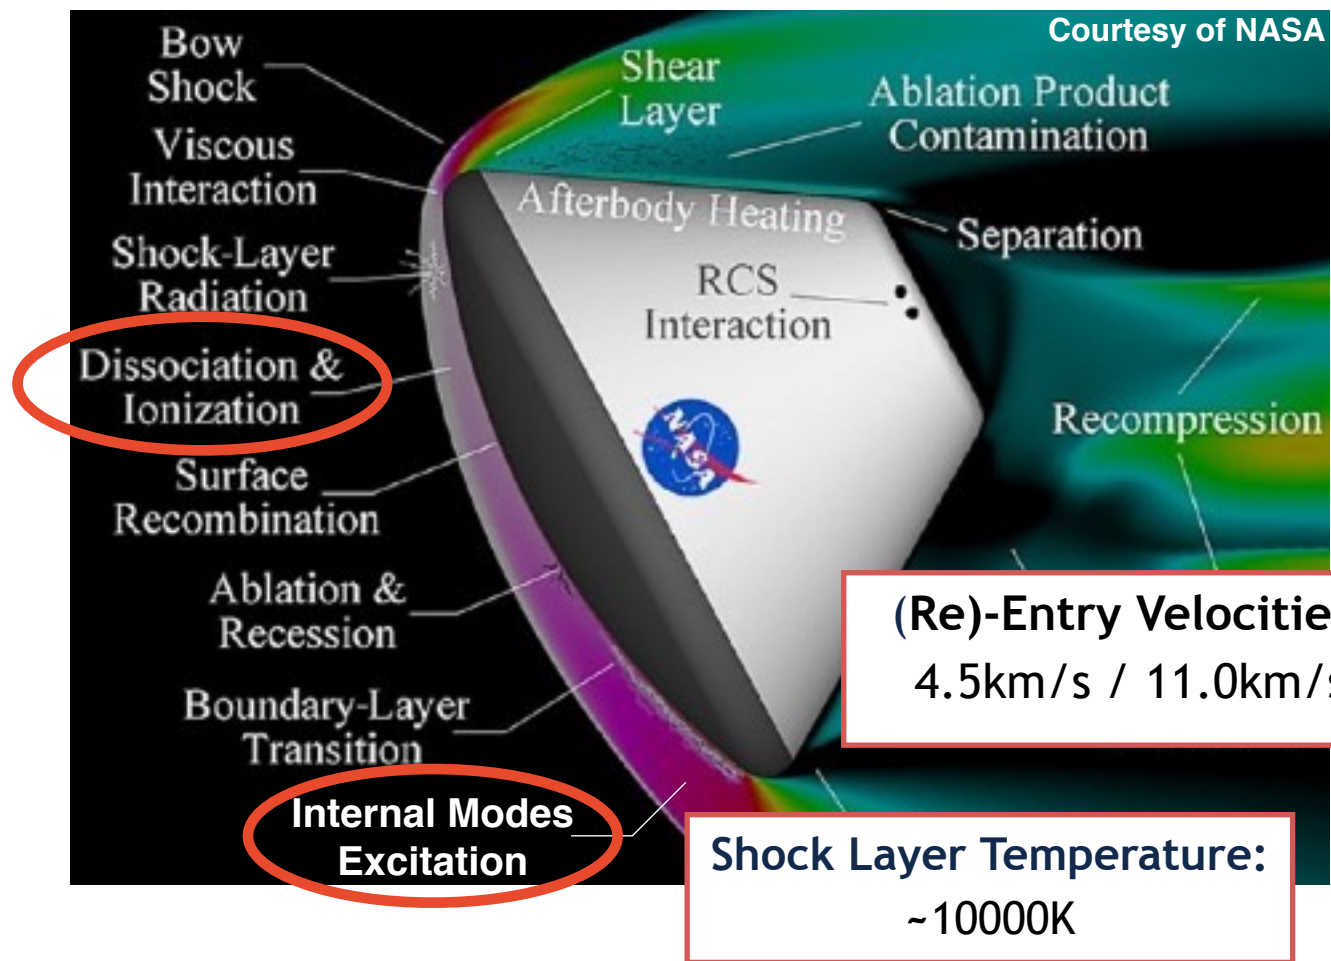 Courtesy of NASA
Bow
Shock
Shear
Layer
Ablation Product
Contamination
Viscous
Interaction
Afterbody Heating
Separation
Shock-Layer
Radiation
RCS
Interaction
Dissociation &
Ionization
NASA
Recompression
Surface
Recombination
Ablation &
Recession
(Re)-Entry Velocitie
4.5km/s / 11.0km/s
Boundary-Layer
Transition
Internal Modes
Excitation
Shock Layer Temperature:
~10000K